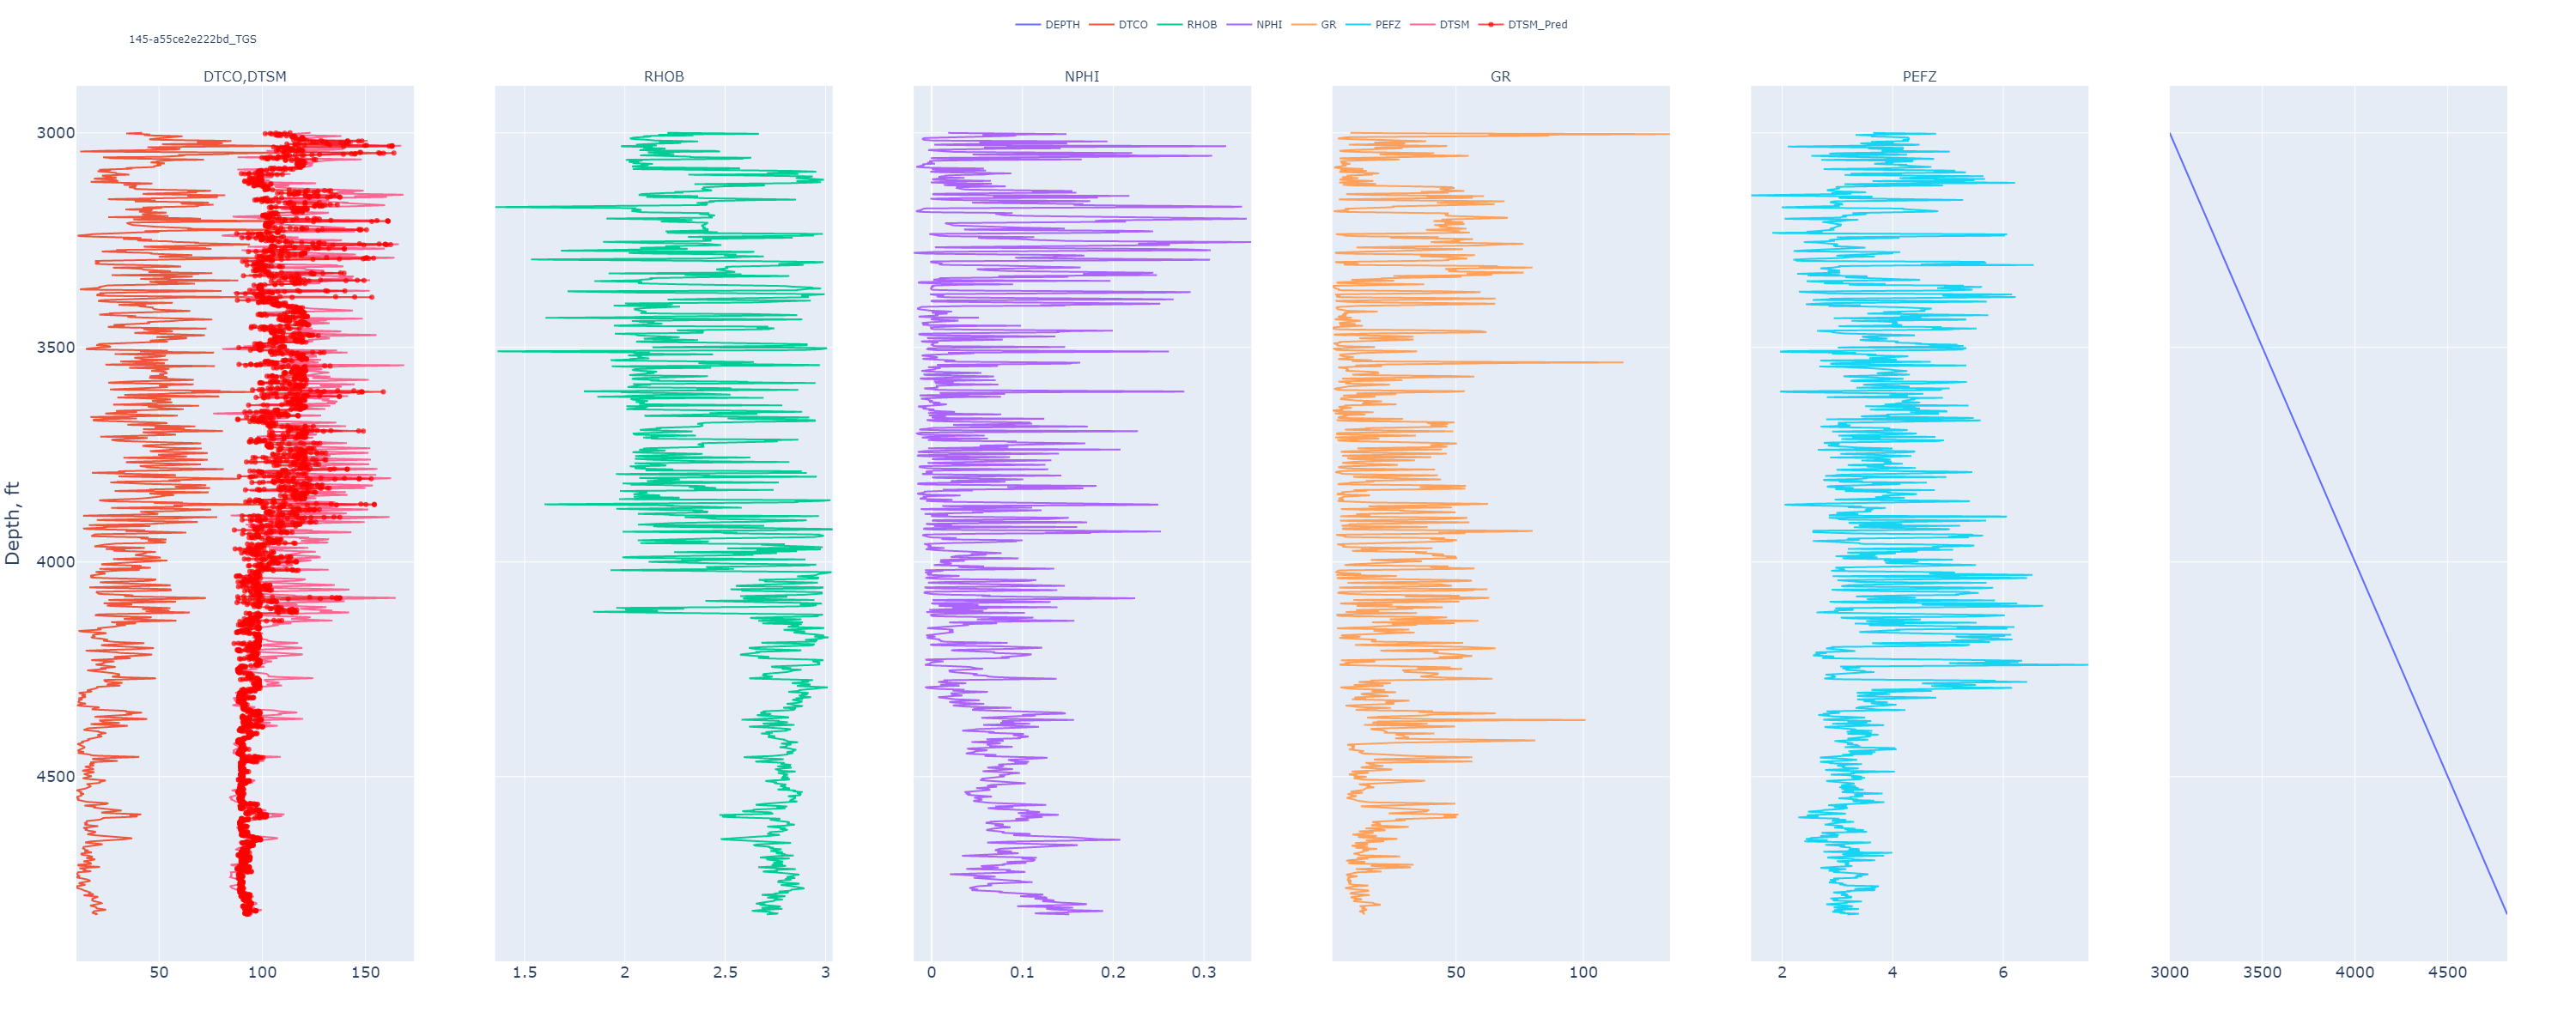 DEPTH DTCO RHOB NPHI GR PEFZ DTSM DTSM_Pred
145-a55ce2e222bd_TGS
DTCO,DTSM RHOB NPHI GR PEFZ
3000
3500
4000
4500
Depth, ft
50 100 150 1.5 2 2.5 3 0 0.1 0.2 0.3 50 100 2 4 6 3000 3500 4000 4500